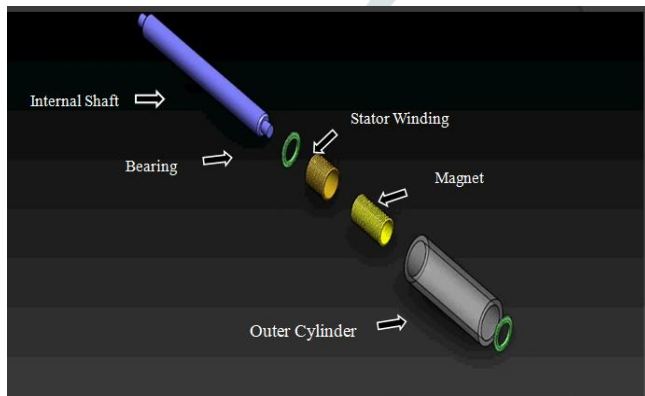 Internal Shaft
Stator Winding
Bearing
Magnet
Outer Cylinder